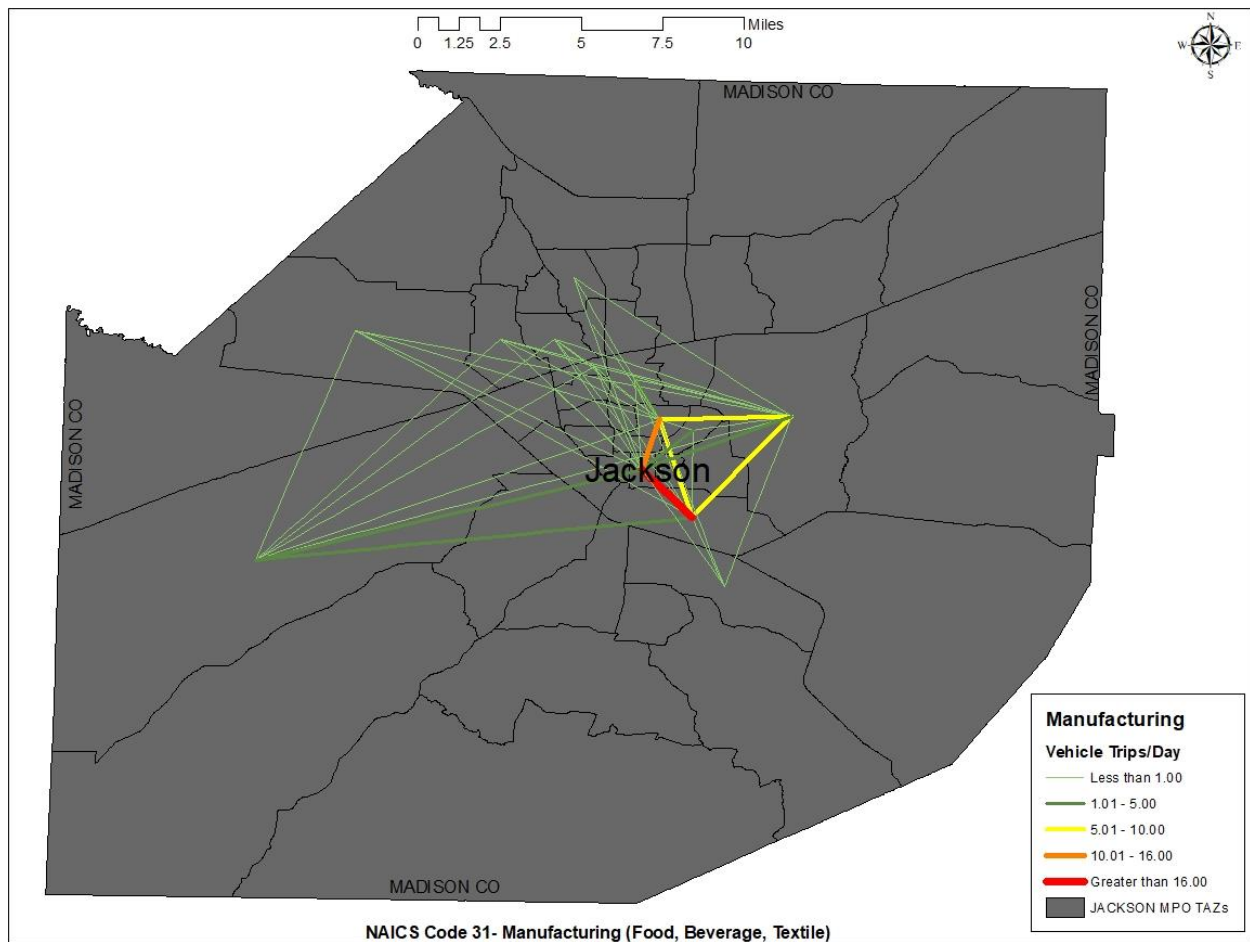 Miles
0 1.25 2.5 5 7.5 10
N
W E
S
MADISON CO
MADISON CO
MADISON CO
Jackson
MADISON CO
Manufacturing
Vehicle Trips/Day
Less than 1.00
1.01 - 5.00
5.01 - 10.00
10.01 - 16.00
Greater than 16.00
JACKSON MPO TAZs
NAICS Code 31- Manufacturing (Food, Beverage, Textile)